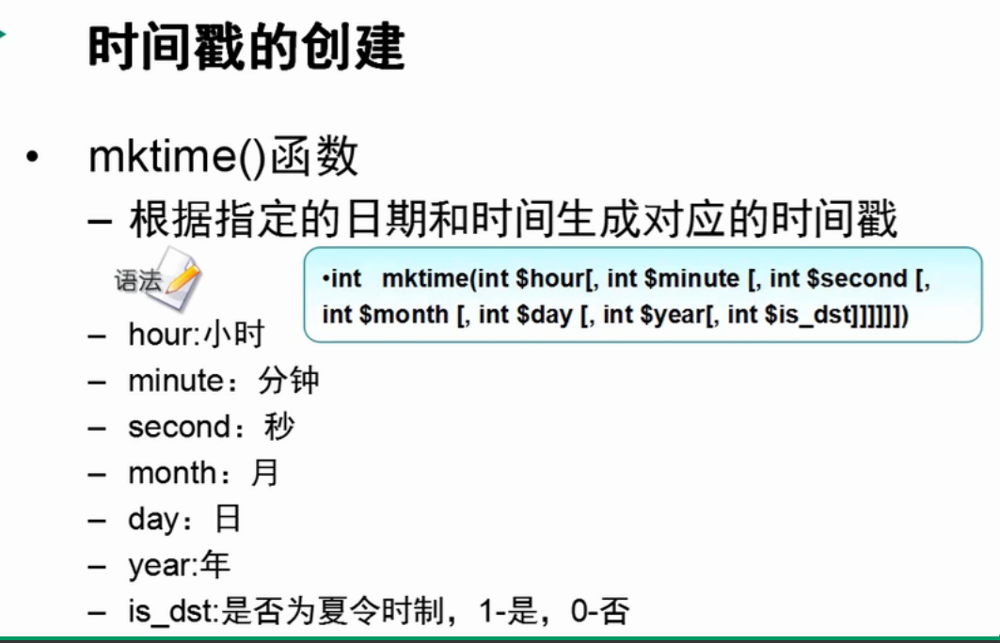 时间戳的创建
• mktime()函数
– 根据指定的日期和时间生成对应的时间戳
语法
•int mktime(int $hour[, int $minute [, int $second [,
int $month [, int $day [, int $year[, int $is_dst]]]]]])
– hour:小时
– minute：分钟
– second：秒
– month：月
– day：日
– year:年
– is_dst:是否为夏令时制，1-是，0-否